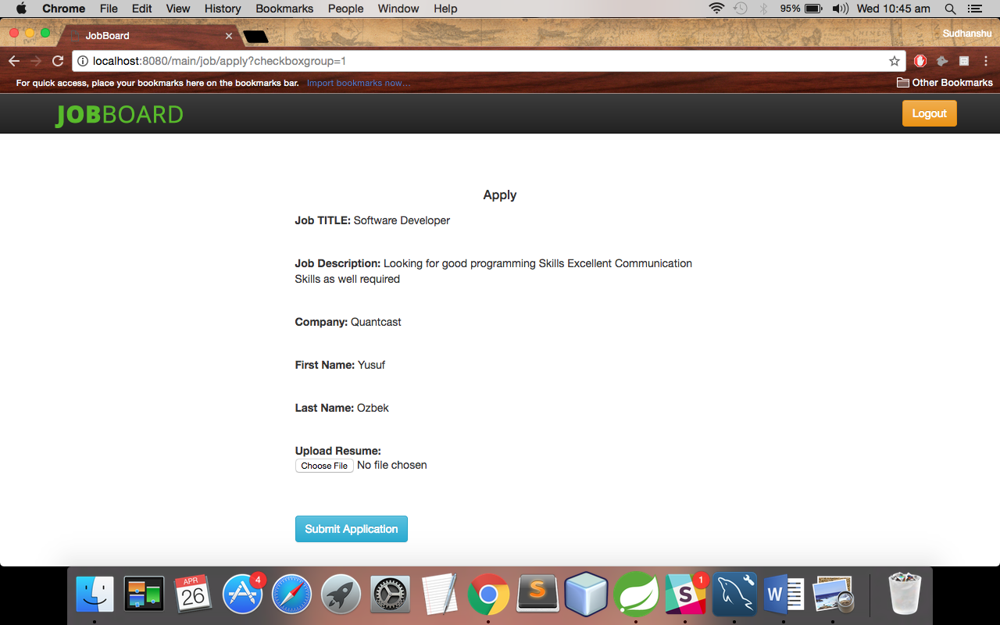 Chrome File Edit View History Bookmarks People Window Help 95% Wed 10:45 am
JobBoard Sudhanshu
localhost:8080/main/job/apply?checkboxgroup=1
For quick access, place your bookmarks here on the bookmarks bar. Import bookmarks now... Other Bookmarks
JOBBOARD Logout
Apply
Job TITLE: Software Developer
Job Description: Looking for good programming Skills Excellent Communication
Skills as well required
Company: Quantcast
First Name: Yusuf
Last Name: Ozbek
Upload Resume:
Choose File No file chosen
Submit Application
APR 4 S 1 W
26